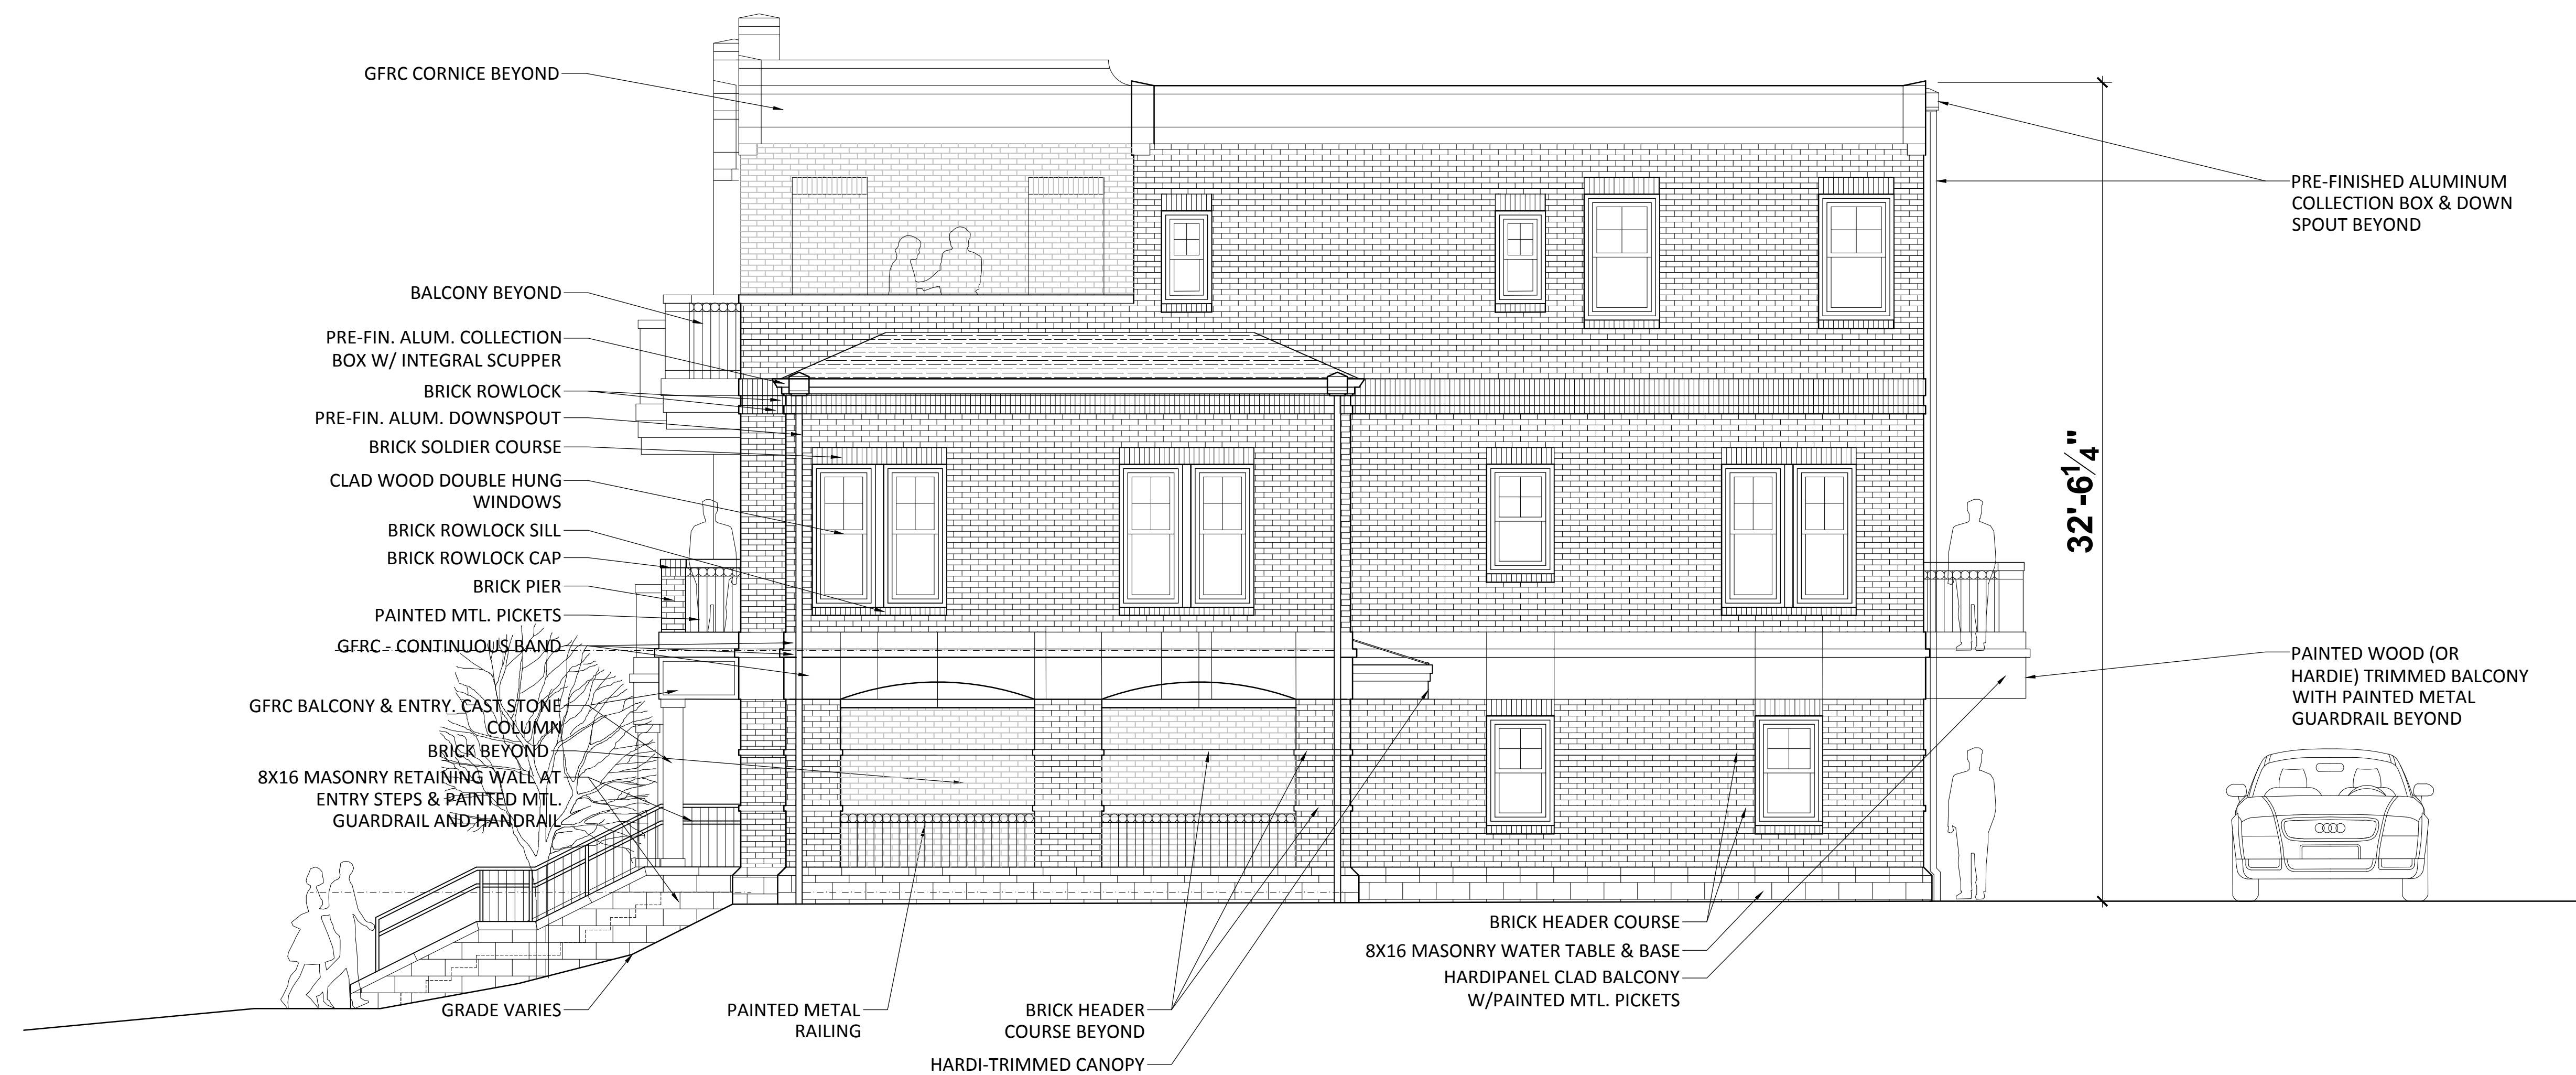 GFRC CORNICE BEYOND
BALCONY BEYOND
PRE-FIN. ALUM. COLLECTION
BOX W/ INTEGRAL SCUPPER
BRICK ROWLOCK
PRE-FIN. ALUM. DOWNSPOUT
BRICK SOLDIER COURSE
CLAD WOOD DOUBLE HUNG
WINDOWS
BRICK ROWLOCK SILL
BRICK ROWLOCK CAP
BRICK PIER
PAINTED MTL. PICKETS
GFRC - CONTINUOUS BAND
GFRC BALCONY & ENTRY. CAST STONE
COLUMN
BRICK BEYOND
8X16 MASONRY RETAINING WALL AT
ENTRY STEPS & PAINTED MTL.
GUARDRAIL AND HANDRAIL
GRADE VARIES
PAINTED METAL
RAILING
BRICK HEADER
COURSE BEYOND
HARDI-TRIMMED CANOPY
BRICK HEADER COURSE
8X16 MASONRY WATER TABLE & BASE
HARDIPANEL CLAD BALCONY
W/PAINTED MTL. PICKETS
32'-6 1/4"
PRE-FINISHED ALUMINUM
COLLECTION BOX & DOWN
SPOUT BEYOND
PAINTED WOOD (OR
HARDIE) TRIMMED BALCONY
WITH PAINTED METAL
GUARDRAIL BEYOND